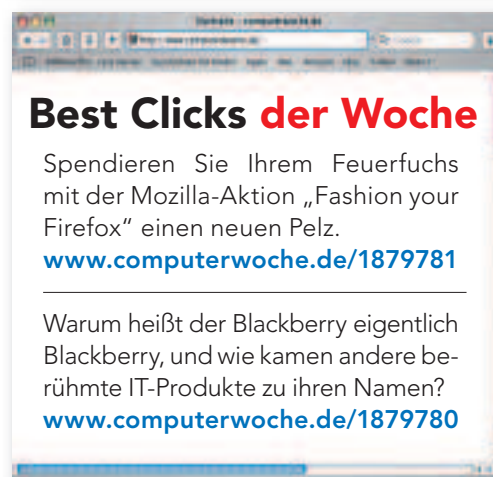 Best Clicks der Woche
Spendieren Sie Ihrem Feuerfuchs
mit der Mozilla-Aktion „Fashion your
Firefox“ einen neuen Pelz.
www.computerwoche.de/1879781
Warum heißt der Blackberry eigentlich
Blackberry, und wie kamen andere be-
rühmte IT-Produkte zu ihren Namen?
www.computerwoche.de/1879780